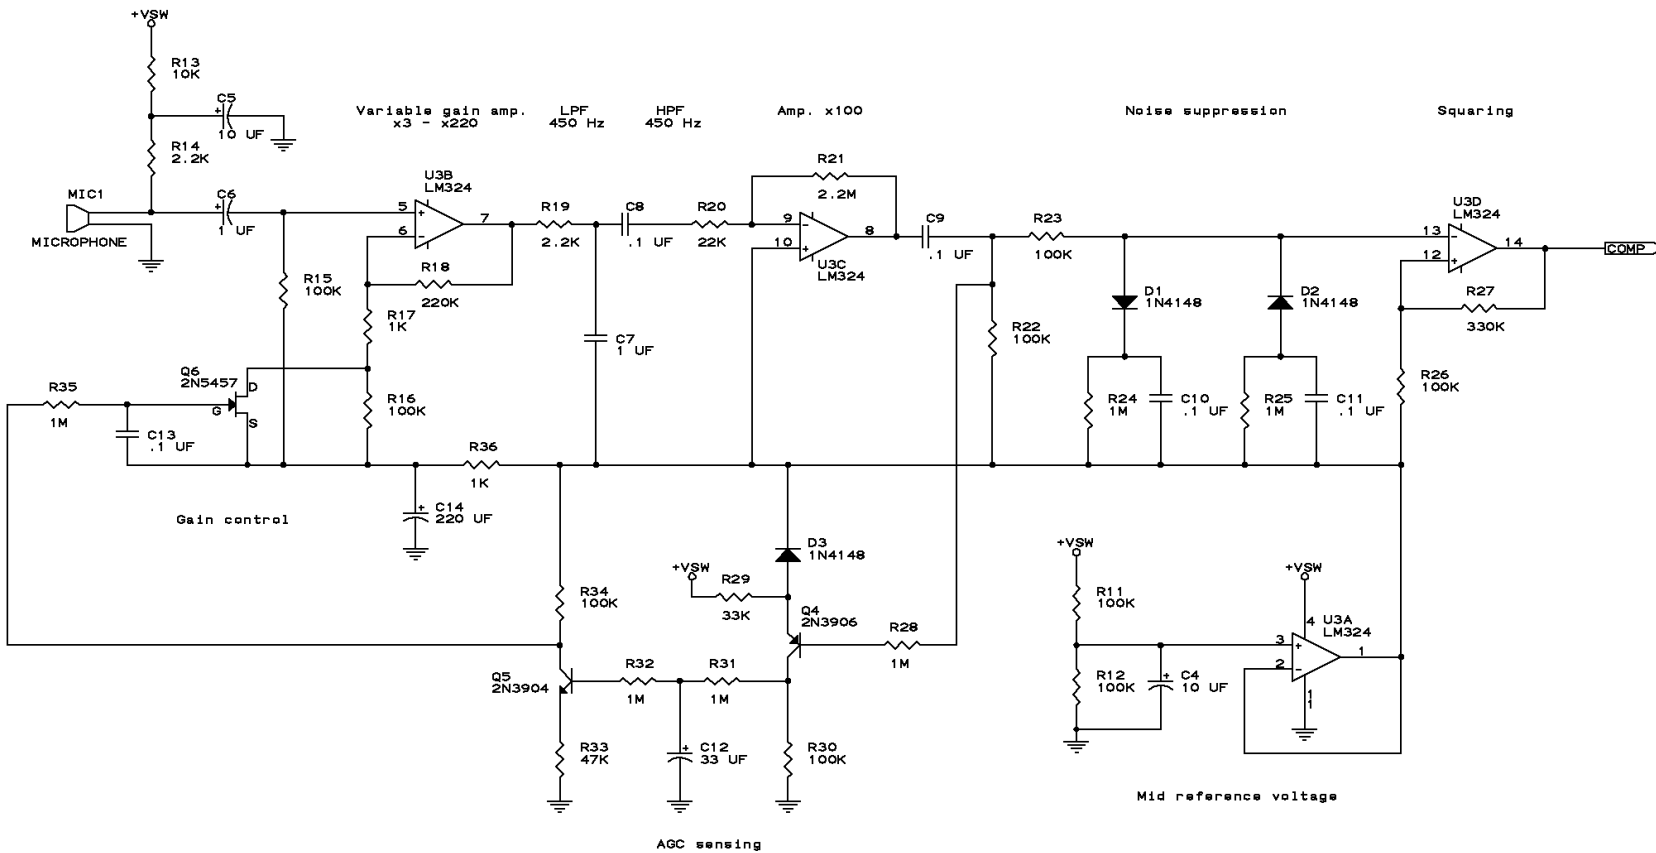 +VSW
R13
10K
C5
+
10 UF
R14
2.2K
Variable gain amp.
x3 - x220
LPF
450 Hz
HPF
450 Hz
Amp. x100
Noise suppression
Squaring
MIC1
MICROPHONE
C6
+
1 UF
U3B
LM324
5
+
6
-
7
R18
220K
R19
2.2K
C8
.1 UF
R20
22K
R21
2.2M
9
-
10
+
8
U3C
LM324
C9
.1 UF
R23
100K
U3D
LM324
13
-
12
+
14
COMP
R15
100K
R17
1K
C7
1 UF
R22
100K
D1
1N4148
D2
1N4148
R27
330K
R35
1M
Q6
2N5457
D
G
S
R16
100K
R24
1M
C10
.1 UF
R25
1M
C11
.1 UF
R26
100K
C13
.1 UF
R36
1K
Gain control
+
C14
220 UF
D3
1N4148
+VSW
R29
33K
R34
100K
Q4
2N3906
R28
1M
+VSW
R11
100K
+VSW
4
U3A
LM324
3
+
2
-
1
11
R12
100K
+
C4
10 UF
Q5
2N3904
R32
1M
R31
1M
R33
47K
+
C12
33 UF
R30
100K
Mid reference voltage
AGC sensing